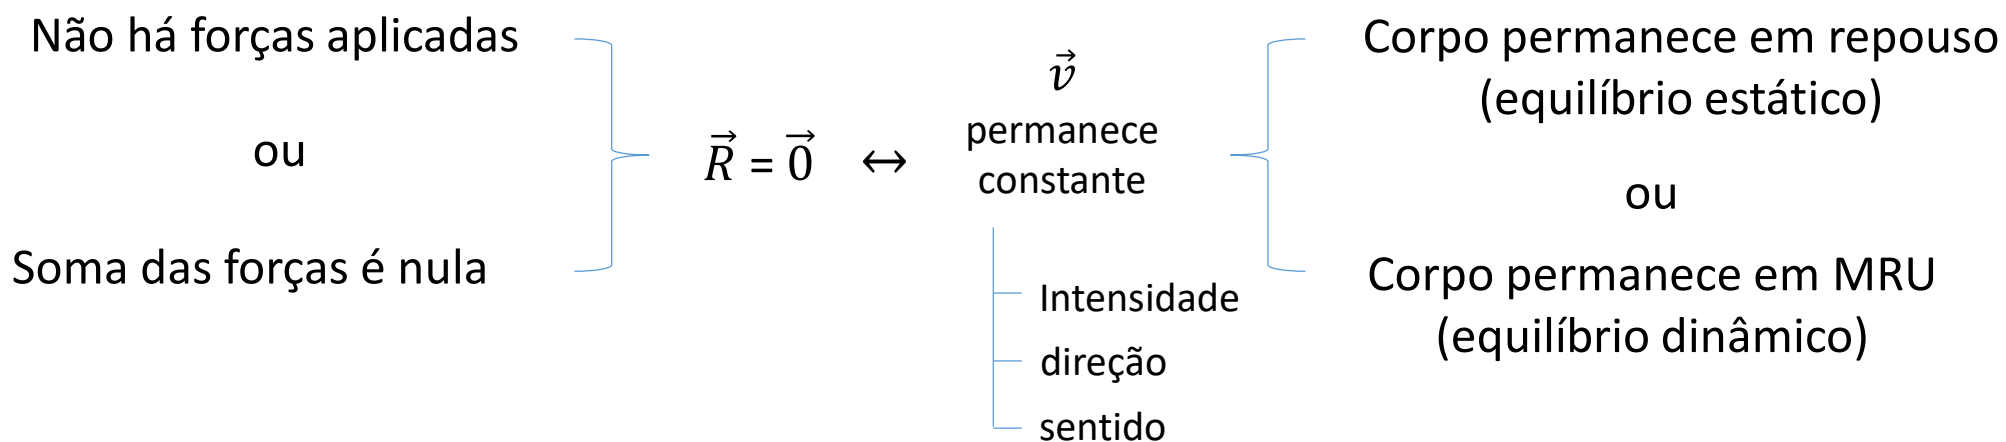 Não há forças aplicadas
ou
Soma das forças é nula
R⃗ = 0⃗ ↔
v⃗
permanece
constante
Intensidade
direção
sentido
Corpo permanece em repouso
(equilíbrio estático)
ou
Corpo permanece em MRU
(equilíbrio dinâmico)